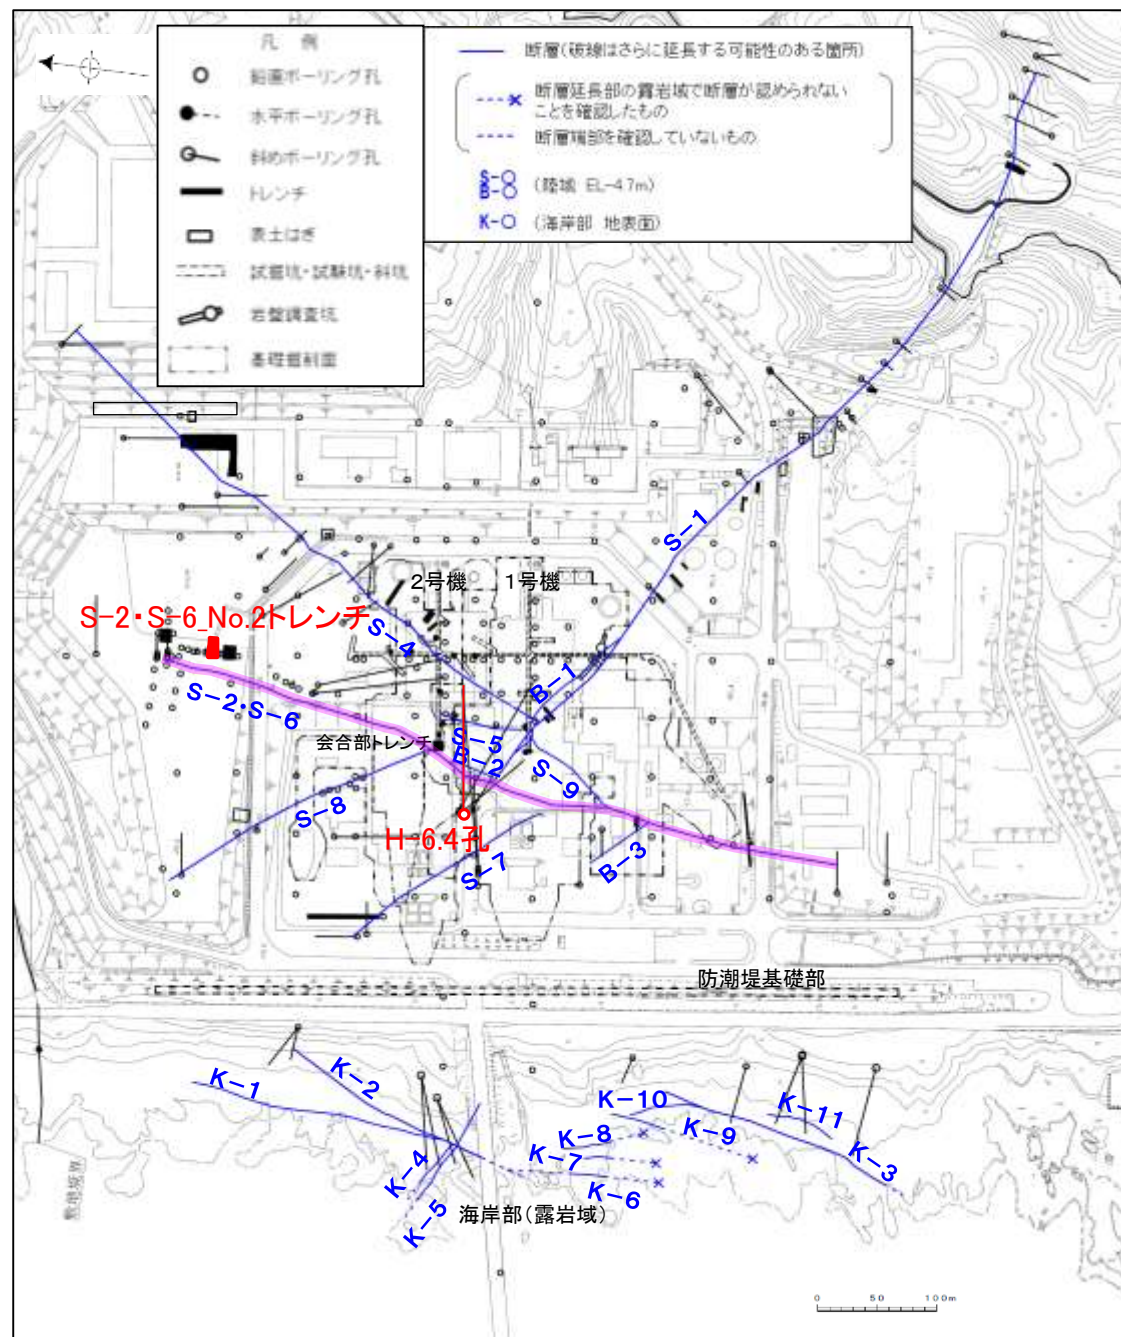 凡 例
鉛直ボーリング孔
水平ボーリング孔
斜めボーリング孔
トレンチ
表土はぎ
試掘坑・試験坑・斜坑
岩盤調査坑
基礎掘削面
断層(破線はさらに延長する可能性のある箇所)
断層延長部の露岩域で断層が認められない
ことを確認したもの
断層端部を確認していないもの
S-○
B-○
(陸域 EL-4.7m)
K-○ (海岸部 地表面)
S-1
2号機
1号機
S-2・S-6_No.2トレンチ
S-4
B-1
S-2・S-6
S-5
会合部トレンチ
B-2
S-9
S-8
H-6.4孔
S-7
B-3
防潮堤基礎部
K-1
K-2
K-10
K-11
K-8
K-9
K-4
K-7
K-3
K-6
K-5
海岸部(露岩域)
敷地境界
0 50 100m